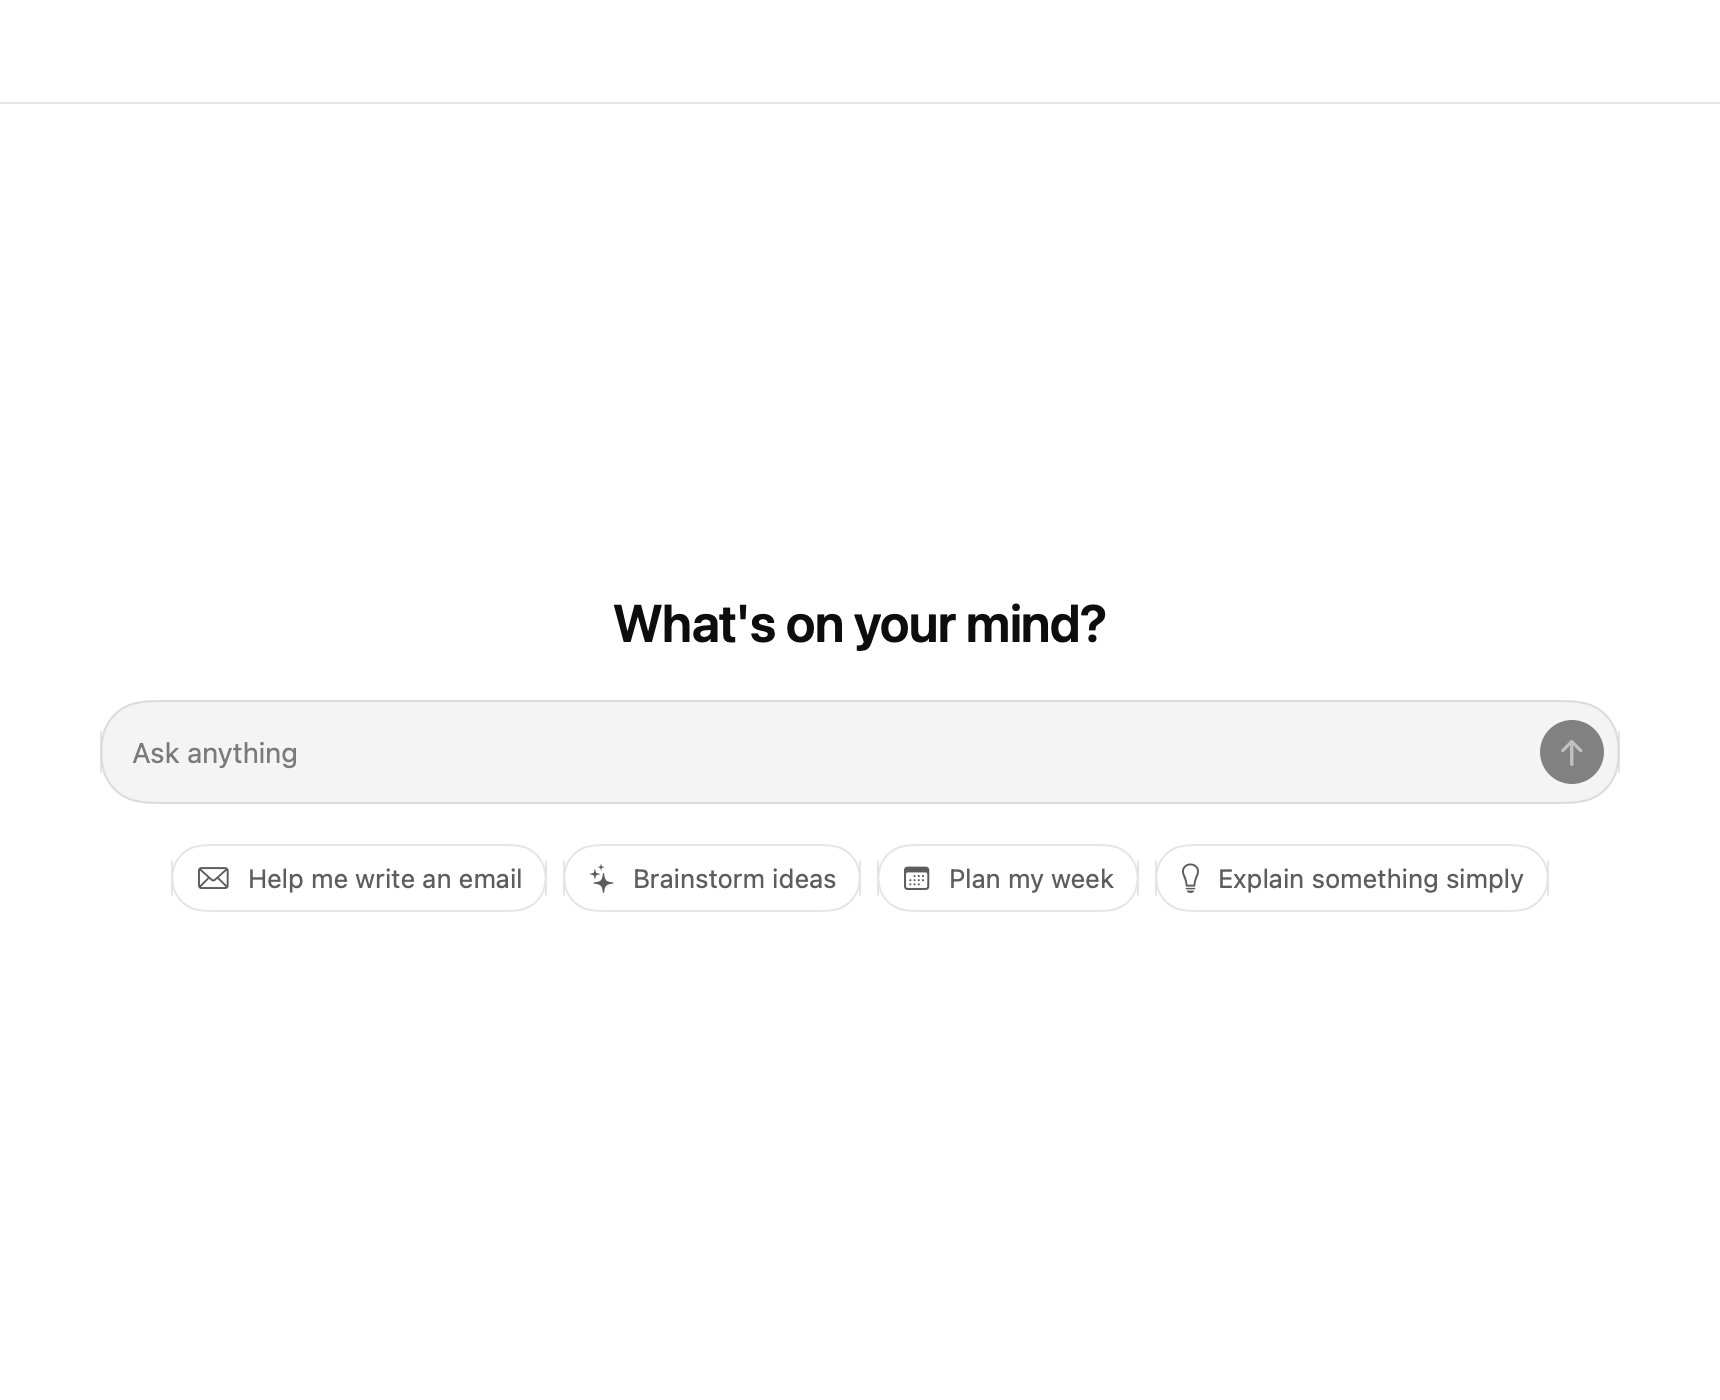 What's on your mind?
Ask anything
Help me write an email
Brainstorm ideas
Plan my week
Explain something simply